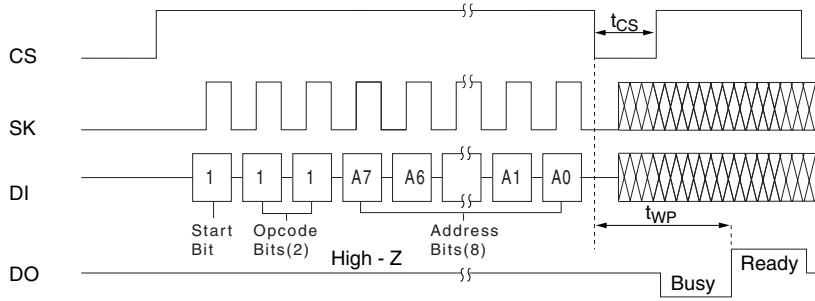 CS
tCS
SK
DI
1 1 1 A7 A6 A1 A0
Start Bit
Opcode Bits(2)
Address Bits(8)
tWP
High - Z
DO
Busy
Ready